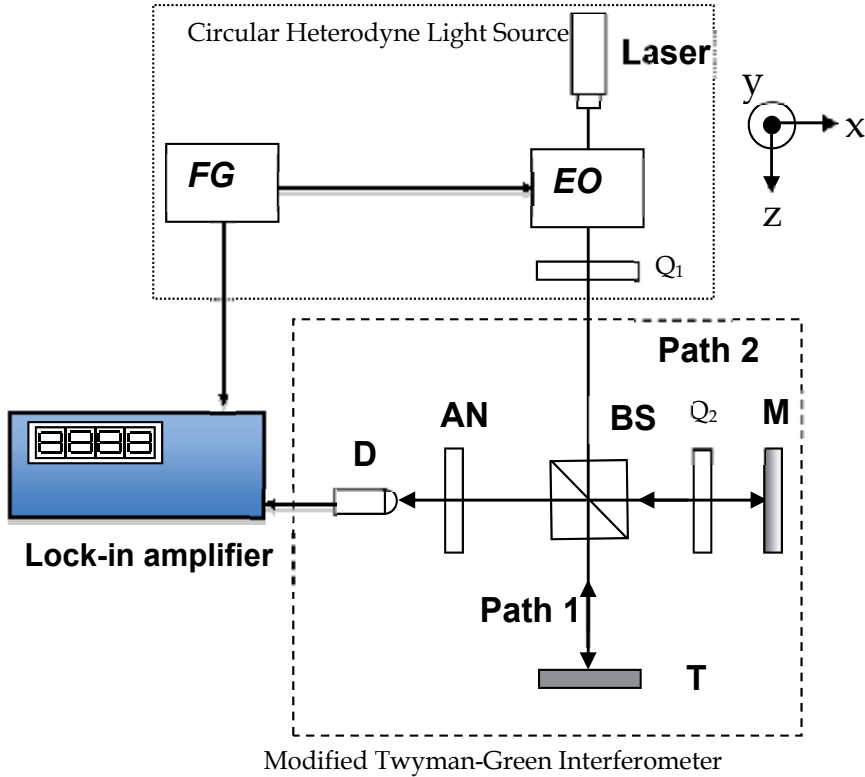 Circular Heterodyne Light Source
Laser
y
x
z
FG
EO
Q1
Path 2
AN
BS
Q2
M
D
8888
Lock-in amplifier
Path 1
T
Modified Twyman-Green Interferometer